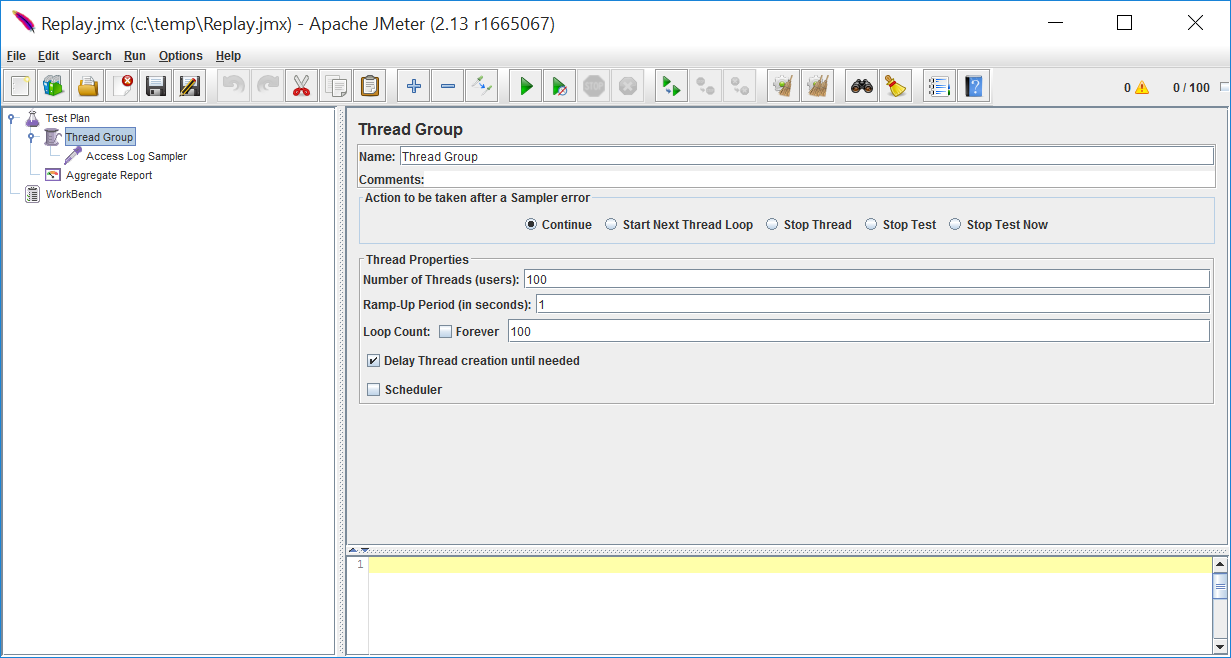 Replay.jmx (c:\temp\Replay.jmx) - Apache JMeter (2.13 r1665067)
File Edit Search Run Options Help
STOP
0 0 / 100
Test Plan
Thread Group
Access Log Sampler
Aggregate Report
WorkBench
Thread Group
Name: Thread Group
Comments:
Action to be taken after a Sampler error
Continue Start Next Thread Loop Stop Thread Stop Test Stop Test Now
Thread Properties
Number of Threads (users): 100
Ramp-Up Period (in seconds): 1
Loop Count: Forever 100
Delay Thread creation until needed
Scheduler
1